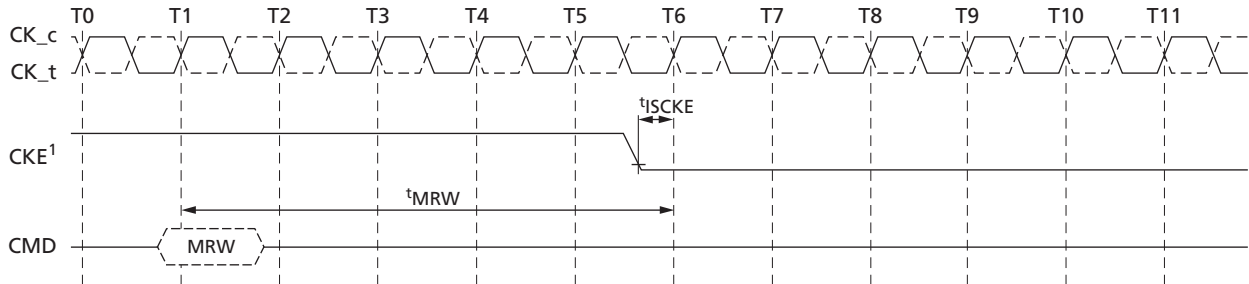 T0 T1 T2 T3 T4 T5 T6 T7 T8 T9 T10 T11
CK_c
CK_t
tISCKE
CKE1
tMRW
CMD MRW